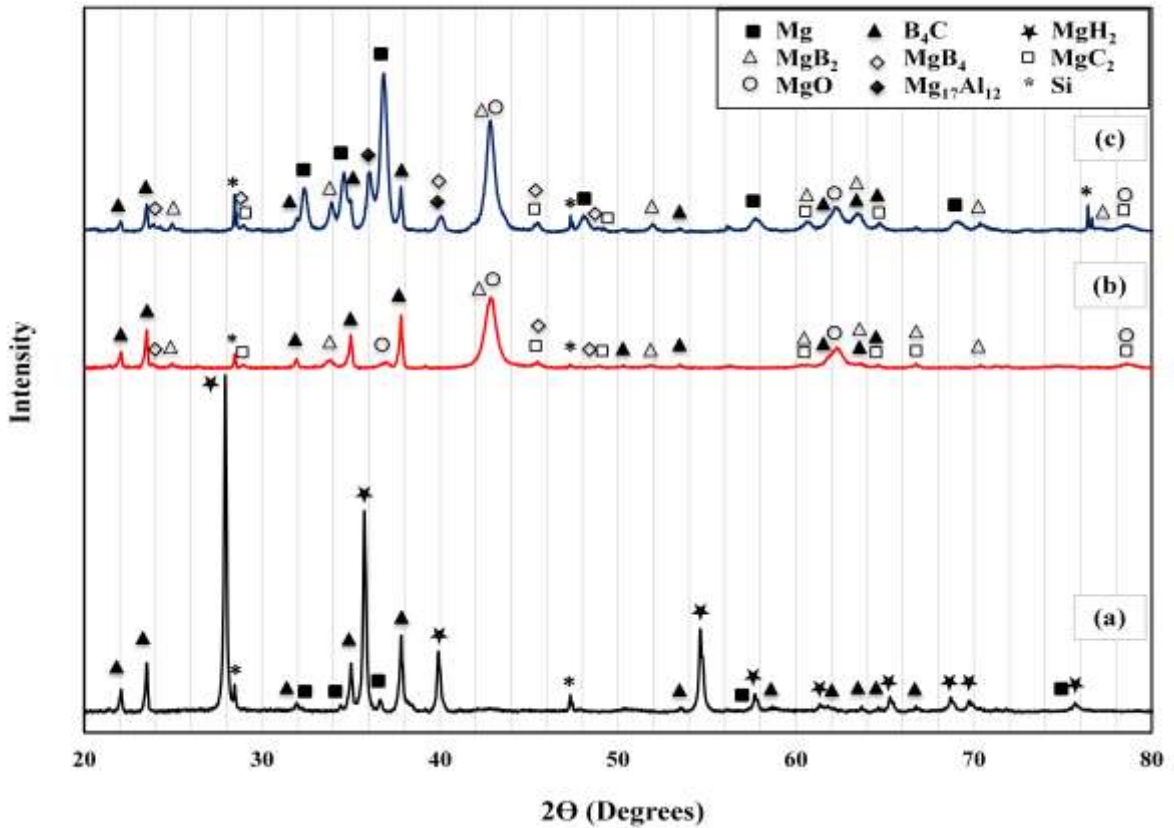 Mg B₄C MgH₂
MgB₂ MgB₄ MgC₂
MgO Mg₁₇Al₁₂ Si
(c)
(b)
(a)
Intensity
20 30 40 50 60 70 80
2Θ (Degrees)